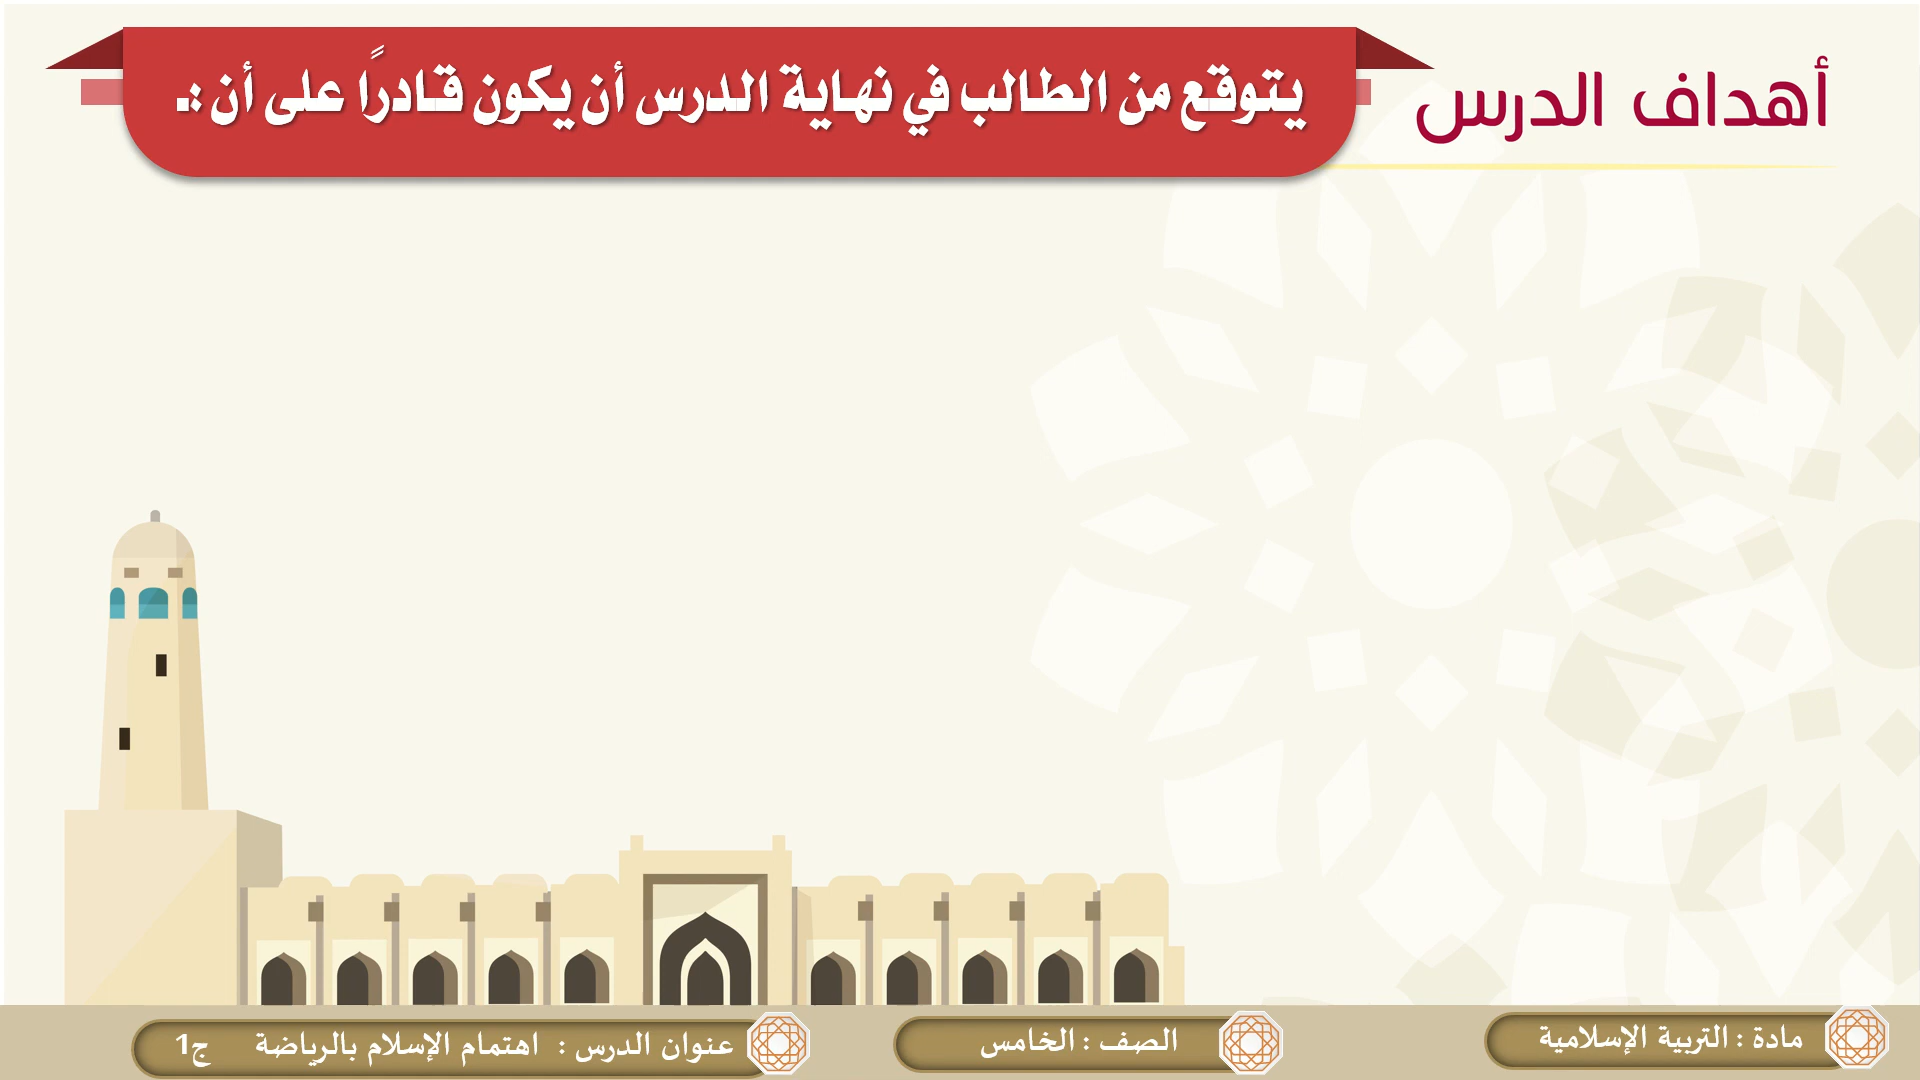 أهداف الدرس
يتوقع من الطالب في نهاية الدرس أن يكون قادرًا على أن :.
مادة : التربية الإسلامية
الصف : الخامس
عنوان الدرس : اهتمام الإسلام بالرياضة ج1